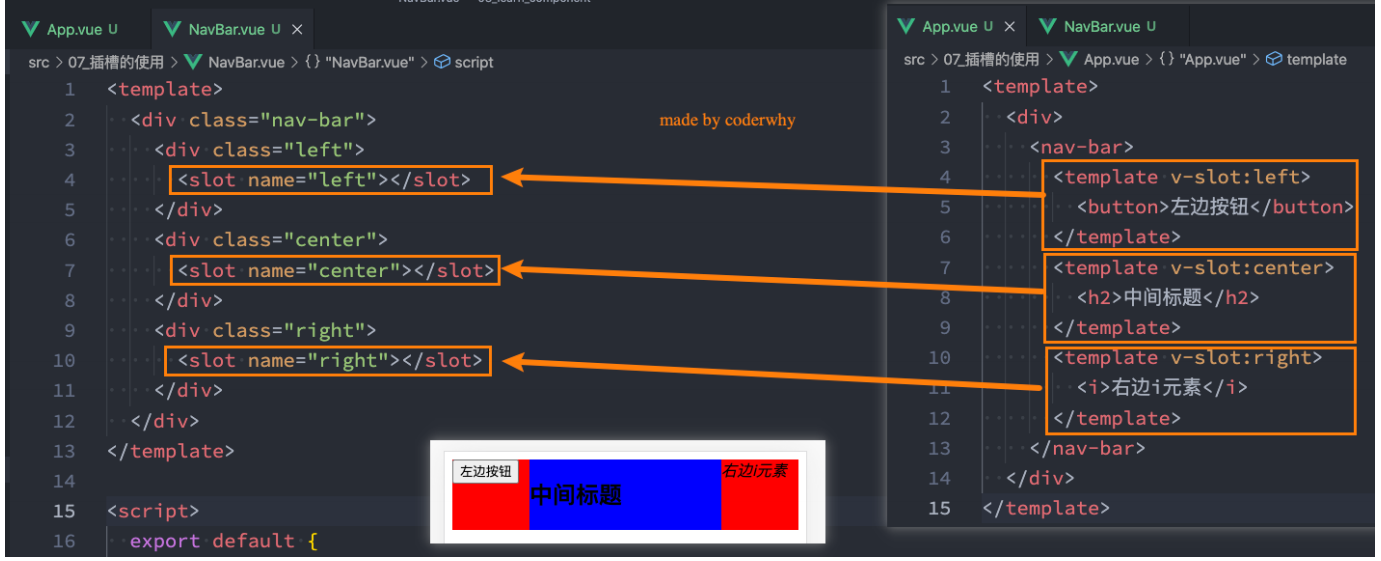 NavBar.vue — 08_learn_component
App.vue U NavBar.vue U ×
src > 07_插槽的使用 > NavBar.vue > {} "NavBar.vue" > script
1 <template>
2 <div class="nav-bar">
made by coderwhy
3 <div class="left">
4 <slot name="left"></slot>
5 </div>
6 <div class="center">
7 <slot name="center"></slot>
8 </div>
9 <div class="right">
10 <slot name="right"></slot>
11 </div>
12 </div>
13 </template>
14
15 <script>
16 export default {
左边按钮
中间标题
右边i元素
App.vue U × NavBar.vue U
src > 07_插槽的使用 > App.vue > {} "App.vue" > template
1 <template>
2 <div>
3 <nav-bar>
4 <template v-slot:left>
5 <button>左边按钮</button>
6 </template>
7 <template v-slot:center>
8 <h2>中间标题</h2>
9 </template>
10 <template v-slot:right>
11 <i>右边i元素</i>
12 </template>
13 </nav-bar>
14 </div>
15 </template>